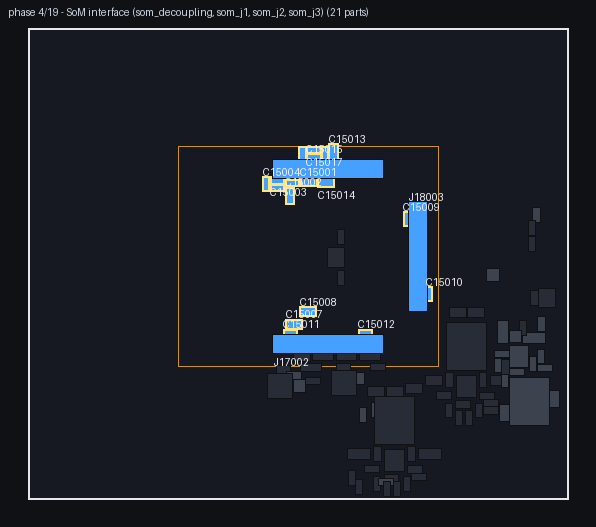 phase 4/19 - SoM interface (som_decoupling, som_j1, som_j2, som_j3) (21 parts)
C15013
C15017
C15004
C15001
C15003
C15014
J18003
C15009
C15010
C15008
C15007
C15011
C15012
J17002